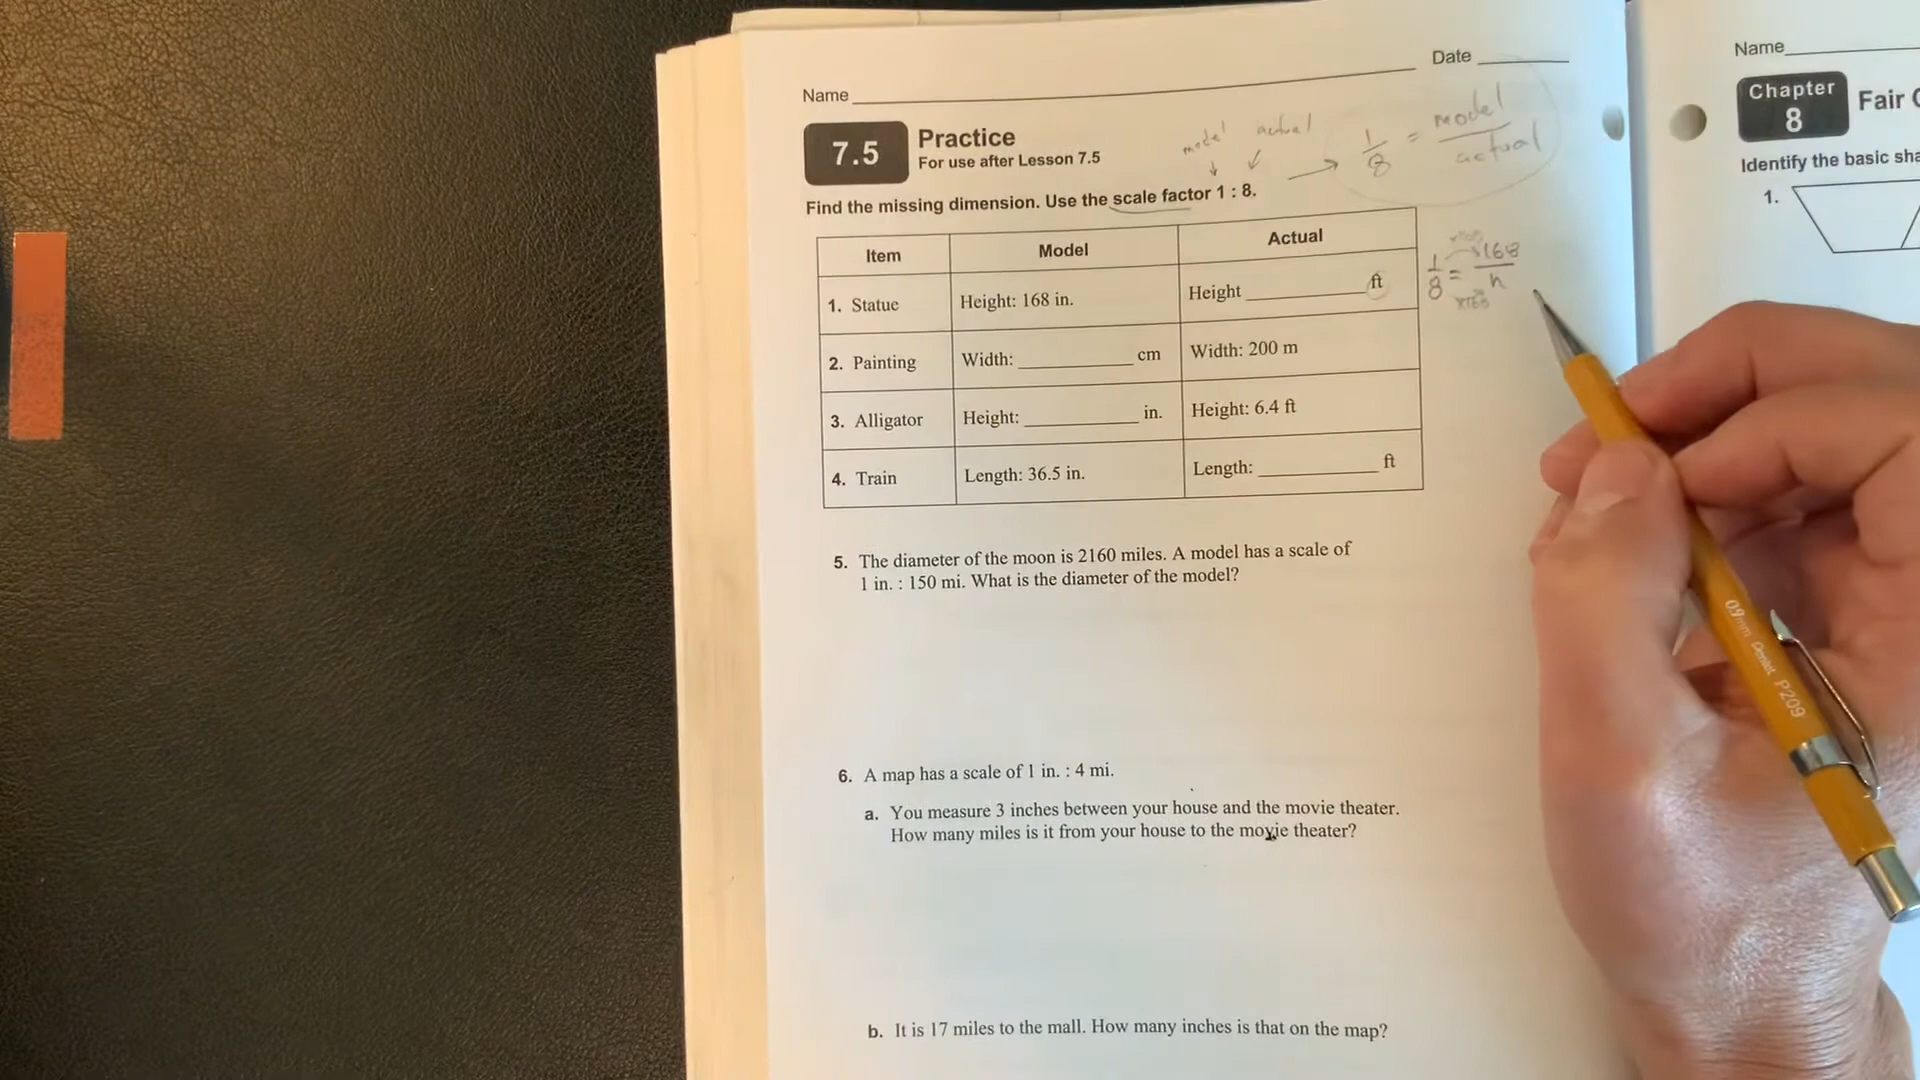 Name
Date
7.5
Practice
For use after Lesson 7.5
model actual
1/8 = model/actual
Find the missing dimension. Use the scale factor 1 : 8.
Item Model Actual
1. Statue Height: 168 in. Height ft
2. Painting Width: cm Width: 200 m
3. Alligator Height: in. Height: 6.4 ft
4. Train Length: 36.5 in. Length: ft
1/8 = 168/h
5. The diameter of the moon is 2160 miles. A model has a scale of
1 in. : 150 mi. What is the diameter of the model?
6. A map has a scale of 1 in. : 4 mi.
a. You measure 3 inches between your house and the movie theater.
How many miles is it from your house to the movie theater?
b. It is 17 miles to the mall. How many inches is that on the map?
Name
Chapter
8
Fair
Identify the basic
1.
0.9mm Pentel P209